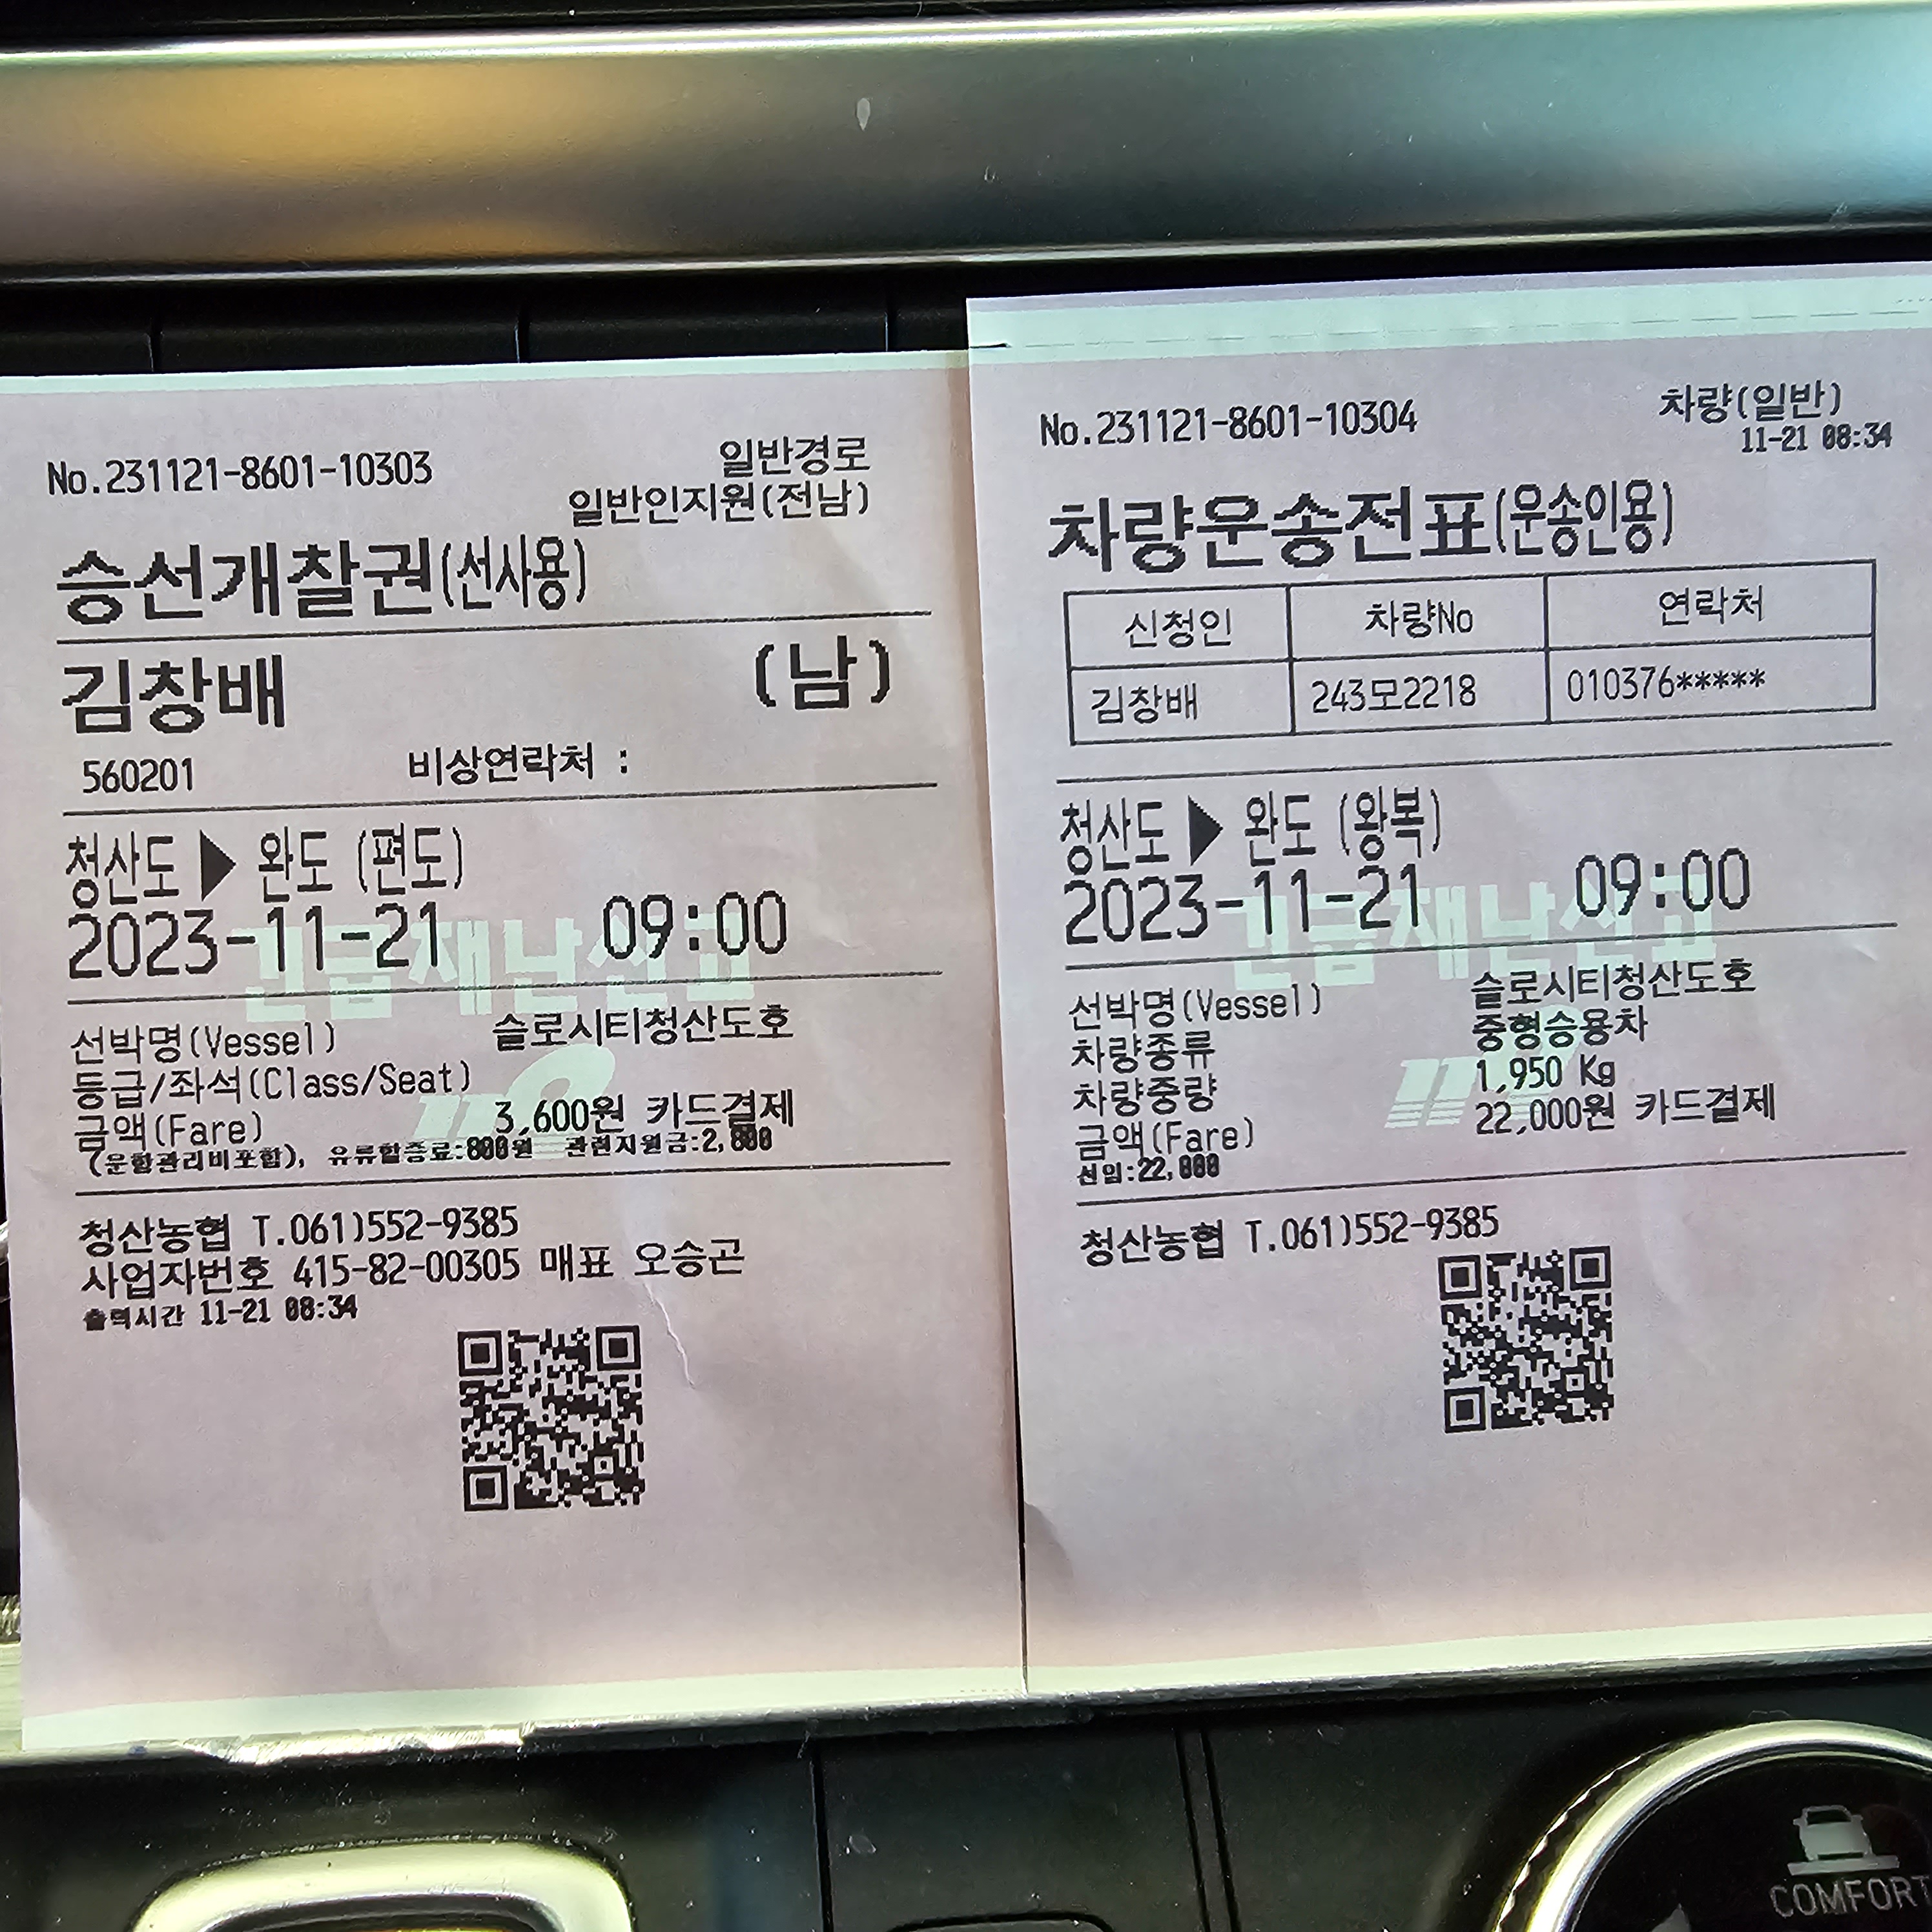 No.231121-8601-10303
일반경로
일반인지원(전남)
승선개찰권(선사용)
김창배 (남)
560201 비상연락처 :
청산도 ▶ 완도 (편도)
2023-11-21 09:00
긴급재난신고
선박명(Vessel) 슬로시티청산도호
등급/좌석(Class/Seat)
금액(Fare) 3,600원 카드결제
(운항관리비포함), 유류할증료:800원 관련지원금:2,800
청산농협 T.061)552-9385
사업자번호 415-82-00305 매표 오승곤
출력시간 11-21 08:34
No.231121-8601-10304
차량(일반)
11-21 08:34
차량운송전표(운송인용)
신청인 차량No 연락처
김창배 243모2218 010376*****
청산도 ▶ 완도 (왕복)
2023-11-21 09:00
긴급재난신고
선박명(Vessel) 슬로시티청산도호
차량종류 중형승용차
차량중량 1,950 Kg
금액(Fare) 22,000원 카드결제
선임:22,000
청산농협 T.061)552-9385
COMFORT